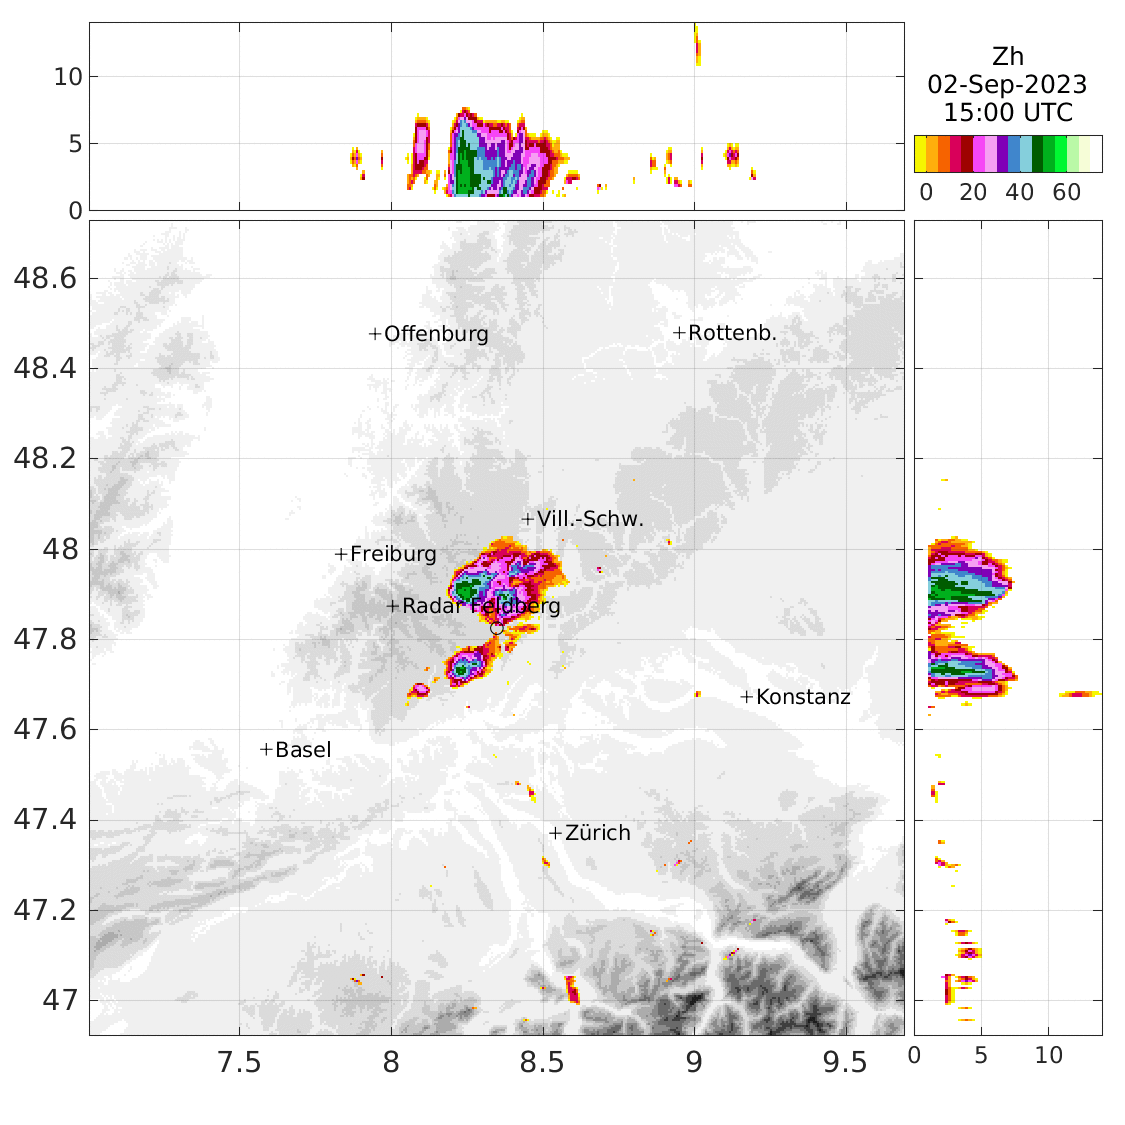 10
5
0
Zh
02-Sep-2023
15:00 UTC
0 20 40 60
48.6
48.4
48.2
48
47.8
47.6
47.4
47.2
47
+Offenburg
+Rottenb.
+Vill.-Schw.
+Freiburg
+Radar Feldberg
+Konstanz
+Basel
+Zürich
7.5 8 8.5 9 9.5
0 5 10